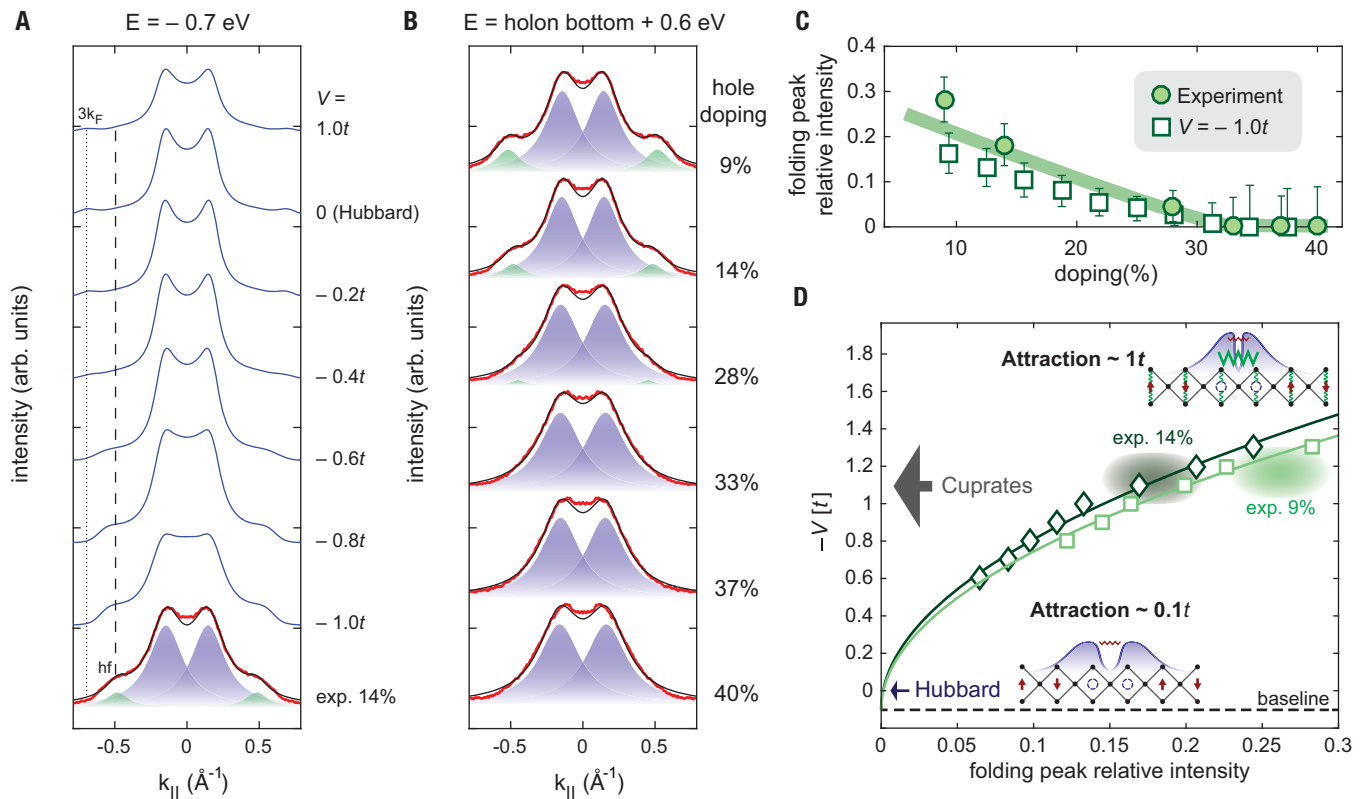 A
E = – 0.7 eV
3kF
V =
1.0t
0 (Hubbard)
– 0.2t
– 0.4t
– 0.6t
– 0.8t
– 1.0t
hf
exp. 14%
intensity (arb. units)
-0.5 0 0.5
k|| (Å-1)
B
E = holon bottom + 0.6 eV
hole
doping
9%
14%
28%
33%
37%
40%
intensity (arb. units)
-0.5 0 0.5
k|| (Å-1)
C
folding peak
relative intensity
0.4
0.3
0.2
0.1
0
Experiment
V = – 1.0t
10 20 30 40
doping(%)
D
–V [t]
1.8
1.6
1.4
1.2
1.0
0.8
0.6
0.4
0.2
0
Attraction ~ 1t
exp. 14%
Cuprates
exp. 9%
Attraction ~ 0.1t
Hubbard
baseline
0 0.05 0.1 0.15 0.2 0.25 0.3
folding peak relative intensity